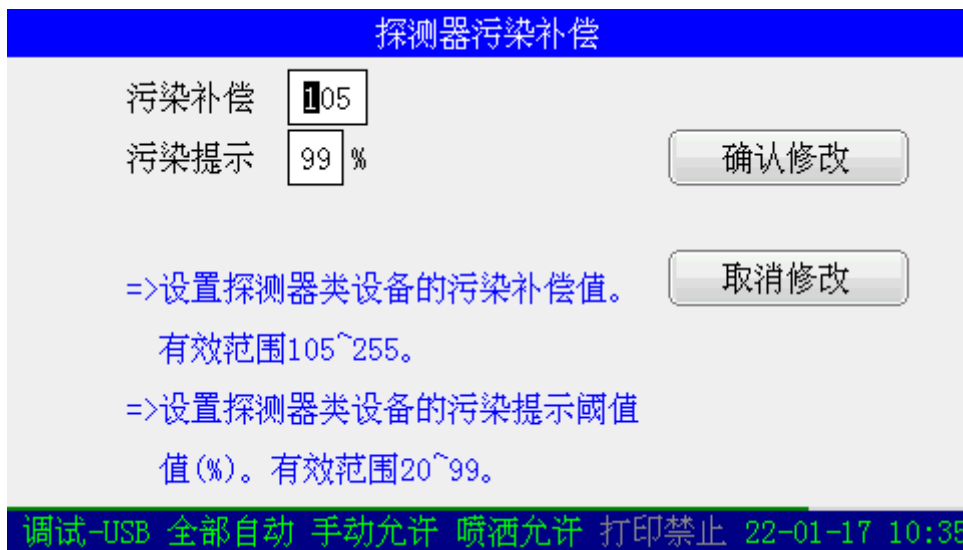 探测器污染补偿
污染补偿 105
污染提示 99 %
确认修改
取消修改
=>设置探测器类设备的污染补偿值。
有效范围105~255。
=>设置探测器类设备的污染提示阈值
值(%)。有效范围20~99。
调试-USB 全部自动 手动允许 喷洒允许 打印禁止 22-01-17 10:35